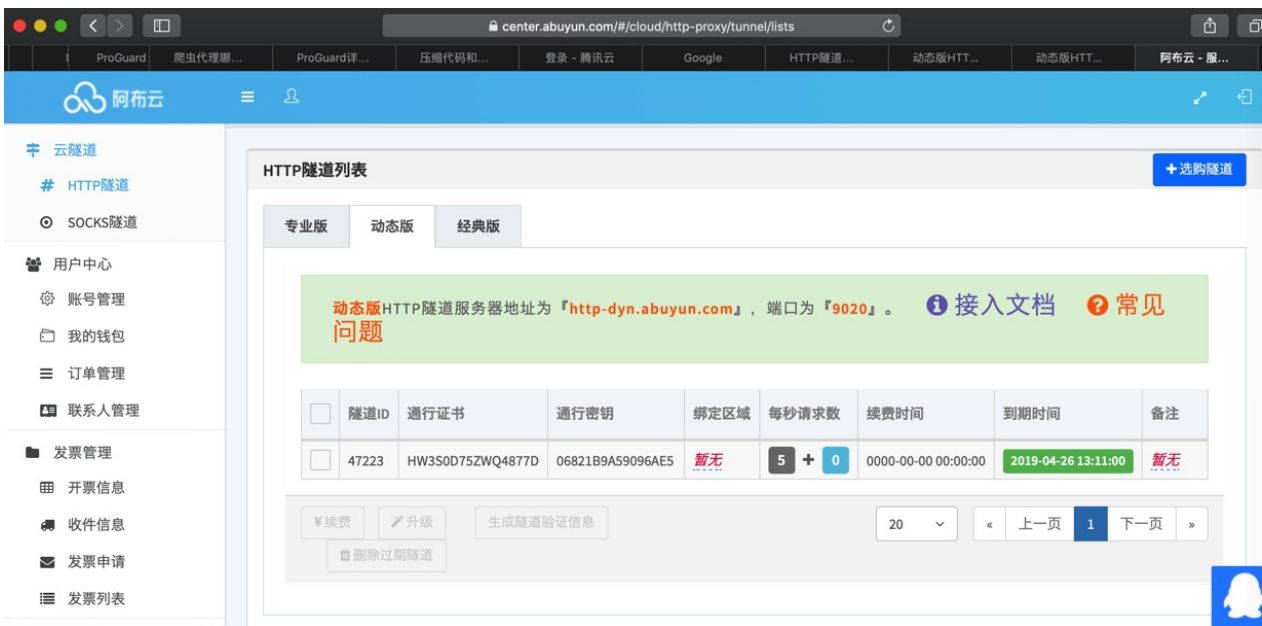 center.abuyun.com/#/cloud/http-proxy/tunnel/lists
ProGuard 爬虫代理哪... ProGuard详... 压缩代码和... 登录 - 腾讯云 Google HTTP隧道... 动态版HTT... 动态版HTT... 阿布云 - 服...
阿布云
云隧道
HTTP隧道
SOCKS隧道
用户中心
账号管理
我的钱包
订单管理
联系人管理
发票管理
开票信息
收件信息
发票申请
发票列表
HTTP隧道列表 +选购隧道
专业版 动态版 经典版
动态版HTTP隧道服务器地址为『http-dyn.abuyun.com』, 端口为『9020』。 接入文档 常见
问题
隧道ID 通行证书 通行密钥 绑定区域 每秒请求数 续费时间 到期时间 备注
47223 HW3S0D75ZWQ4877D 06821B9A59096AE5 暂无 5 + 0 0000-00-00 00:00:00 2019-04-26 13:11:00 暂无
¥续费 升级 生成隧道验证信息 20 « 上一页 1 下一页 »
删除过期隧道